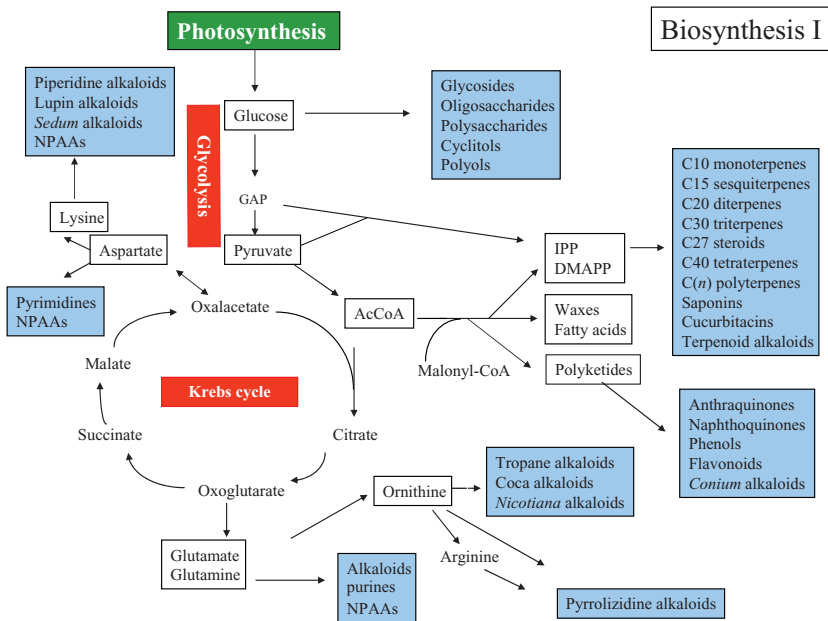 Photosynthesis
Biosynthesis I
Piperidine alkaloids
Lupin alkaloids
Sedum alkaloids
NPAAs
Glycolysis
Glucose
Glycosides
Oligosaccharides
Polysaccharides
Cyclitols
Polyols
GAP
Pyruvate
Lysine
Aspartate
Pyrimidines
NPAAs
IPP
DMAPP
C10 monoterpenes
C15 sesquiterpenes
C20 diterpenes
C30 triterpenes
C27 steroids
C40 tetraterpenes
C(n) polyterpenes
Saponins
Cucurbitacins
Terpenoid alkaloids
Oxalacetate
AcCoA
Waxes
Fatty acids
Malate
Malonyl-CoA
Polyketides
Krebs cycle
Anthraquinones
Naphthoquinones
Phenols
Flavonoids
Conium alkaloids
Succinate
Citrate
Oxoglutarate
Ornithine
Tropane alkaloids
Coca alkaloids
Nicotiana alkaloids
Glutamate
Glutamine
Arginine
Alkaloids
purines
NPAAs
Pyrrolizidine alkaloids